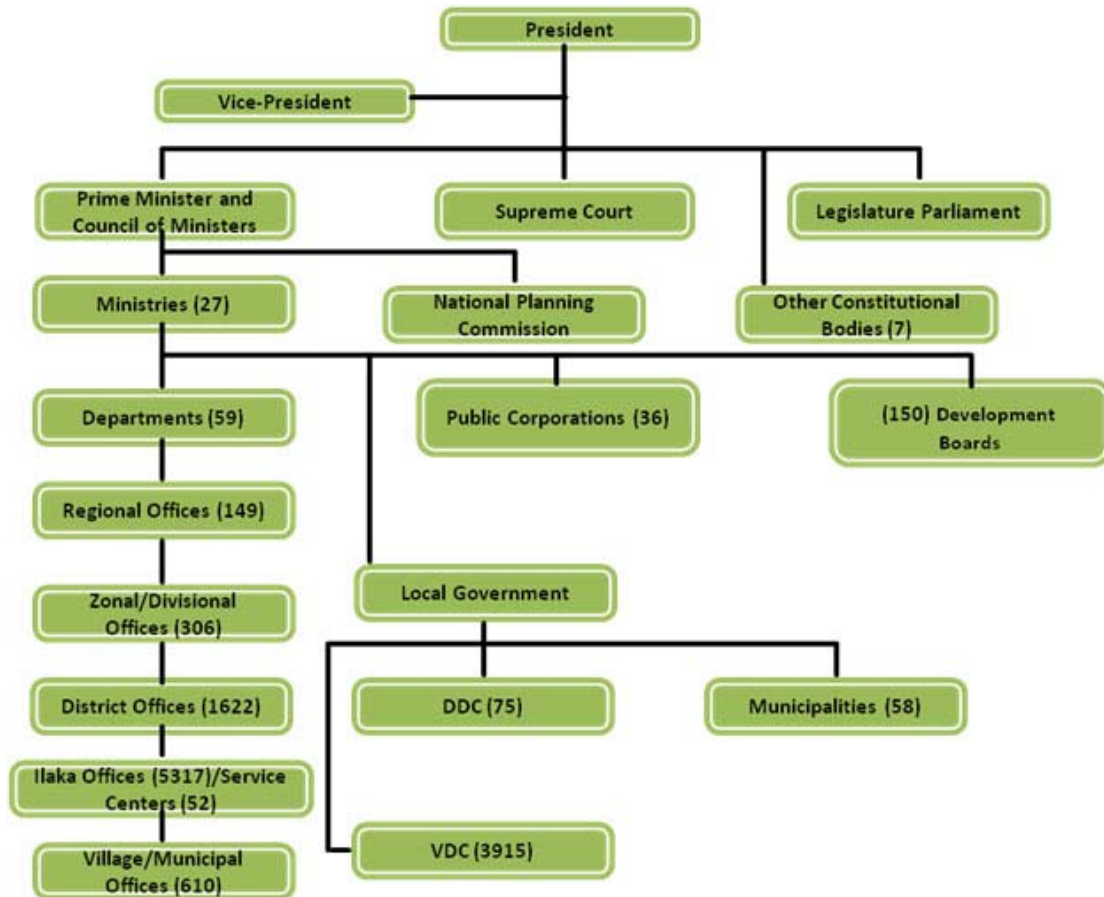 President
Vice-President
Prime Minister and
Council of Ministers
Supreme Court
Legislature Parliament
Ministries (27)
National Planning
Commission
Other Constitutional
Bodies (7)
Departments (59)
Public Corporations (36)
(150) Development
Boards
Regional Offices (149)
Zonal/Divisional
Offices (306)
Local Government
District Offices (1622)
DDC (75)
Municipalities (58)
Ilaka Offices (5317)/Service
Centers (52)
Village/Municipal
Offices (610)
VDC (3915)